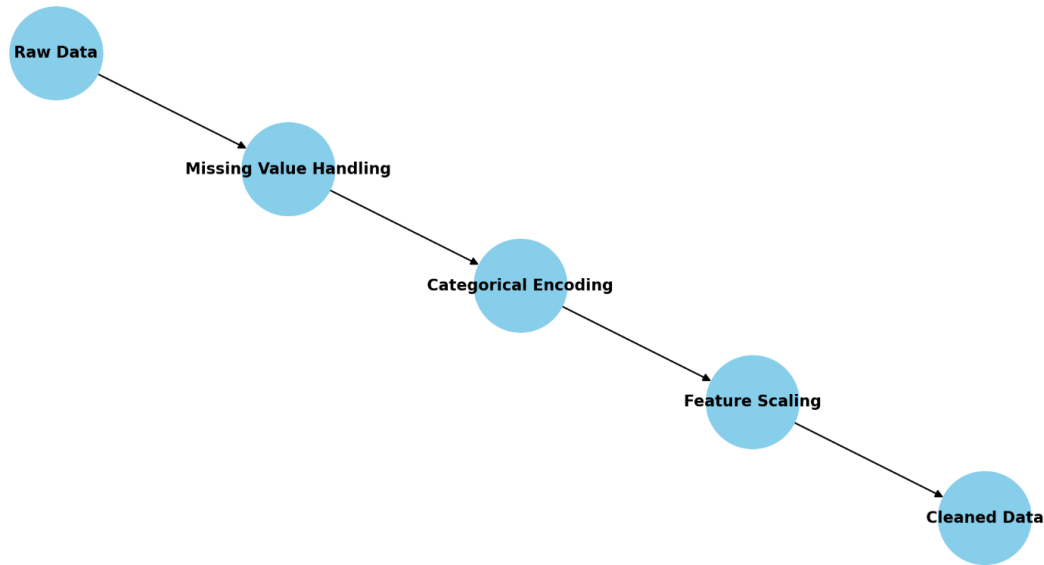 Raw Data
Missing Value Handling
Categorical Encoding
Feature Scaling
Cleaned Data